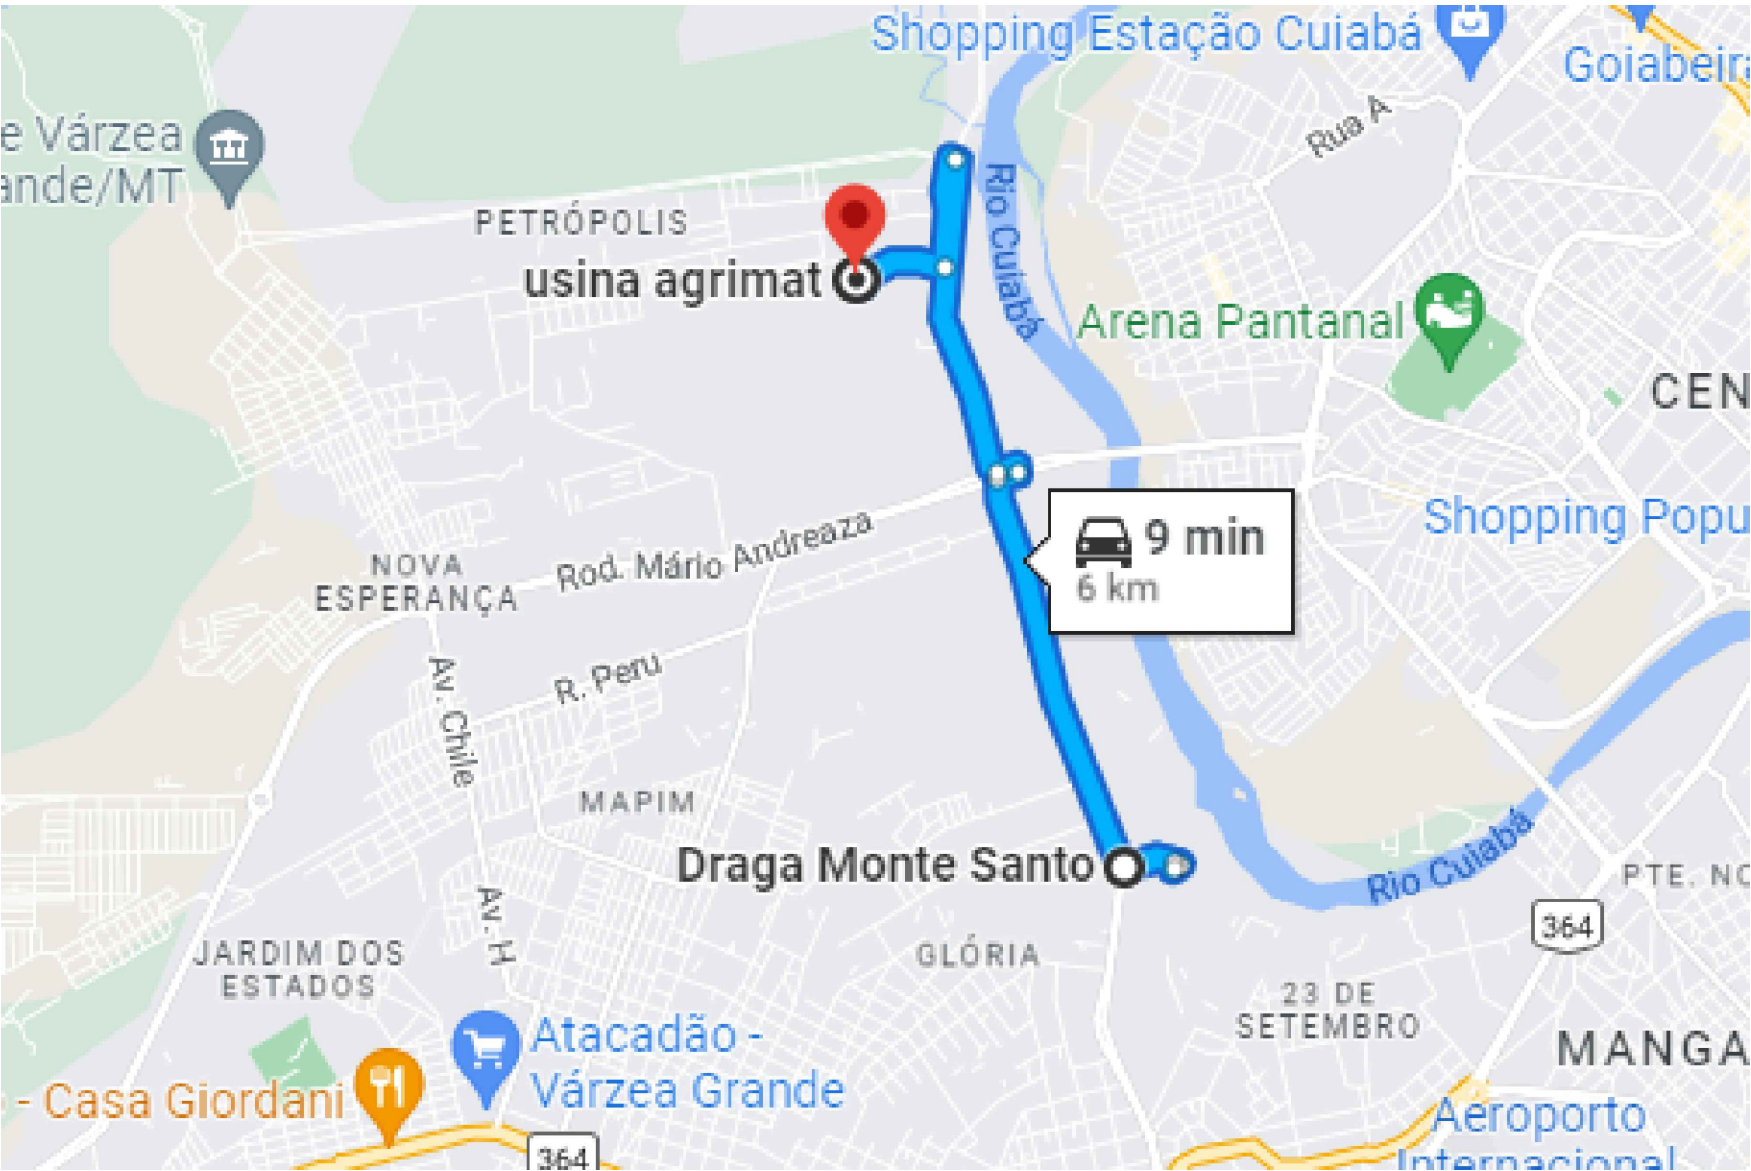 Shopping Estação Cuiabá
Goiabeira
e Várzea
ande/MT
Rua A
PETRÓPOLIS
Rio Cuiabá
usina agrimat
Arena Pantanal
CEN
Shopping Popu
9 min
6 km
Rod. Mário Andreaza
NOVA
ESPERANÇA
R. Peru
Av. Chile
MAPIM
Draga Monte Santo
Rio Cuiabá
PTE. NO
364
Av. H
JARDIM DOS
ESTADOS
GLÓRIA
23 DE
SETEMBRO
MANGA
Atacadão -
Várzea Grande
- Casa Giordani
364
Aeroporto
Internacional